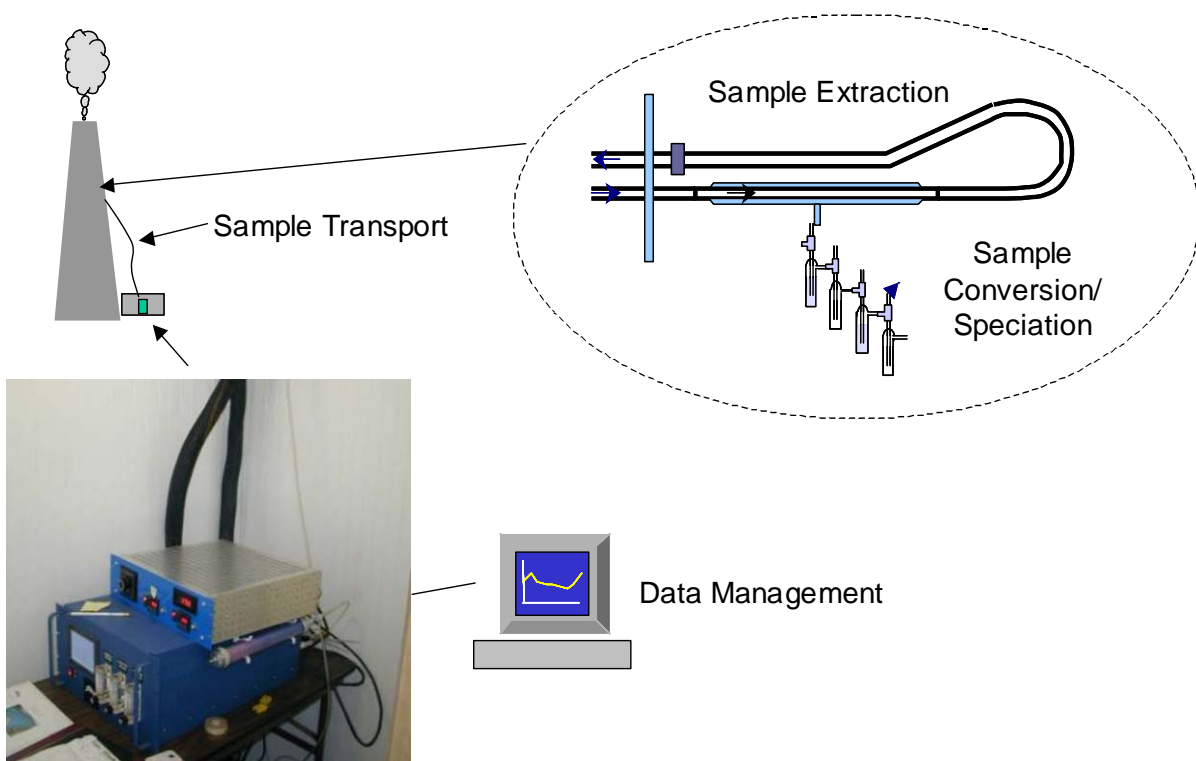 Sample Extraction
Sample Transport
Sample
Conversion/
Speciation
Data Management